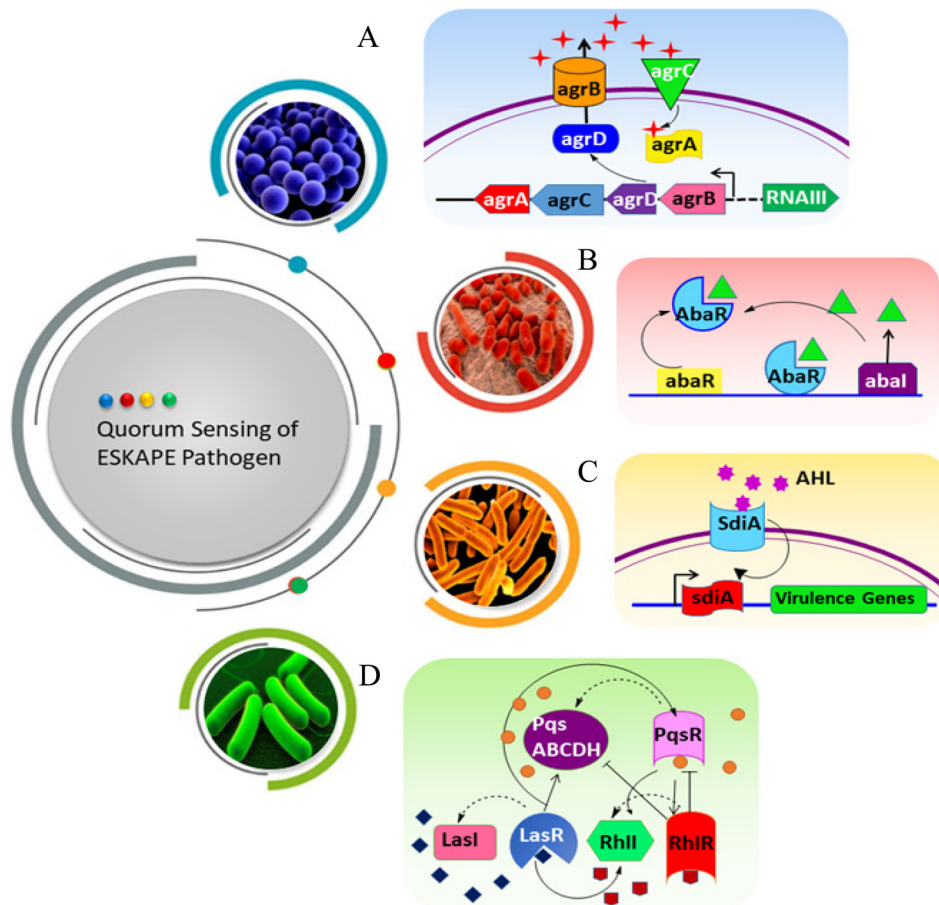 A
agrB
agrC
agrD
agrA
agrA
agrC
agrD
agrB
RNAIII
Quorum Sensing of
ESKAPE Pathogen
B
AbaR
abaR
AbaR
abaI
C
AHL
SdiA
sdiA
Virulence Genes
D
Pqs
ABCDH
PqsR
LasI
LasR
RhlI
RhlR